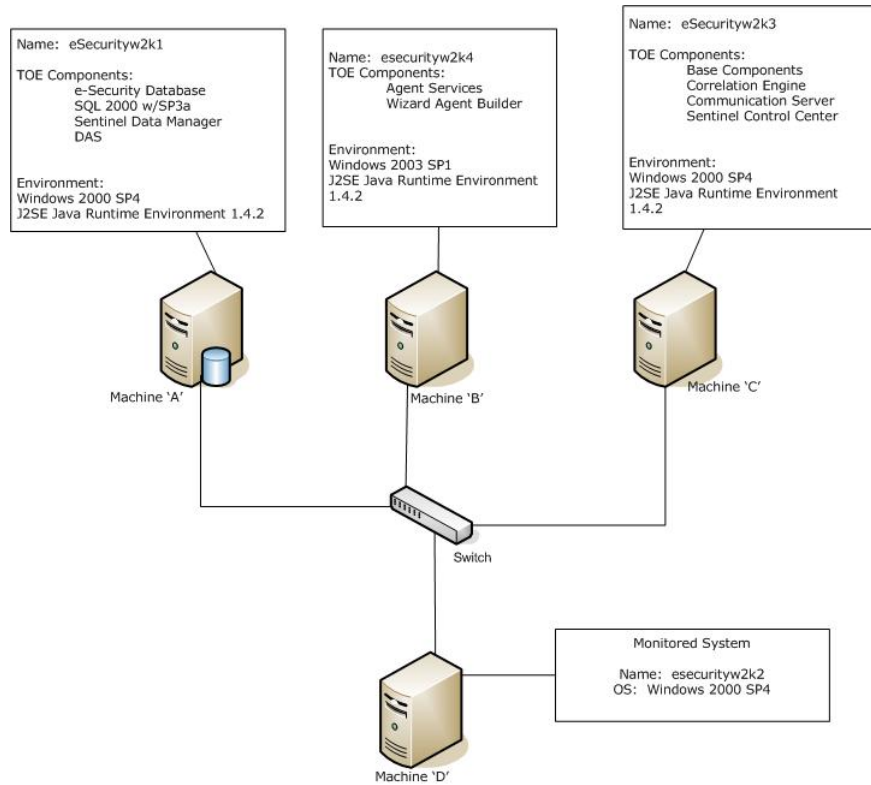 Name: eSecurityw2k1
TOE Components:
e-Security Database
SQL 2000 w/SP3a
Sentinel Data Manager
DAS
Environment:
Windows 2000 SP4
J2SE Java Runtime Environment 1.4.2
Name: esecurityw2k4
TOE Components:
Agent Services
Wizard Agent Builder
Environment:
Windows 2003 SP1
J2SE Java Runtime Environment
1.4.2
Name: eSecurityw2k3
TOE Components:
Base Components
Correlation Engine
Communication Server
Sentinel Control Center
Environment:
Windows 2000 SP4
J2SE Java Runtime Environment
1.4.2
Machine ‘A’
Machine ‘B’
Machine ‘C’
Switch
Monitored System
Name: esecurityw2k2
OS: Windows 2000 SP4
Machine ‘D’